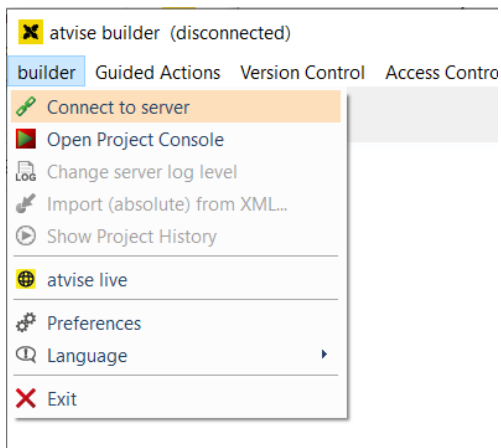 atvise builder (disconnected)
builder Guided Actions Version Control Access Contro
Connect to server
Open Project Console
LOG Change server log level
Import (absolute) from XML...
Show Project History
atvise live
Preferences
Language
Exit